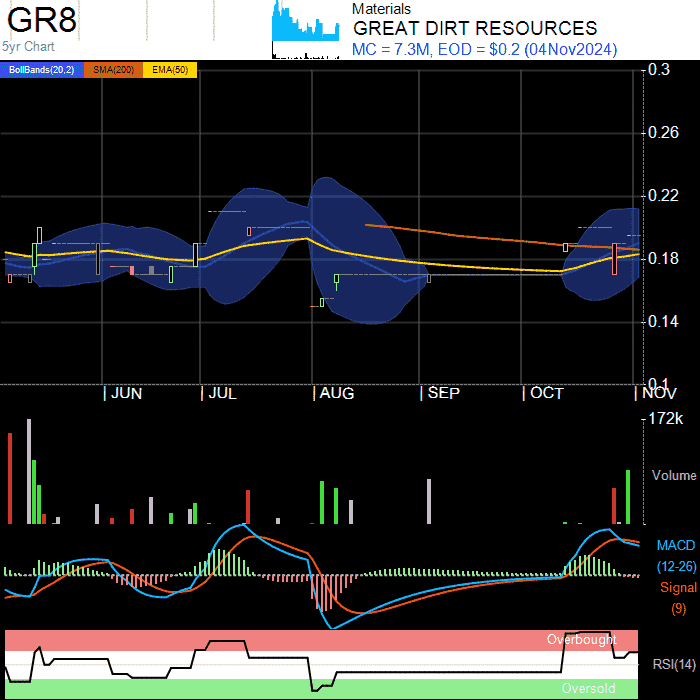 GR8
5yr Chart
Materials
GREAT DIRT RESOURCES
MC = 7.3M, EOD = $0.2 (04Nov2024)
BollBands(20,2) SMA(200) EMA(50)
0.3
0.26
0.22
0.18
0.14
0.1
JUN JUL AUG SEP OCT NOV
172k
Volume
MACD
(12-26)
Signal
(9)
Overbought
RSI(14)
Oversold